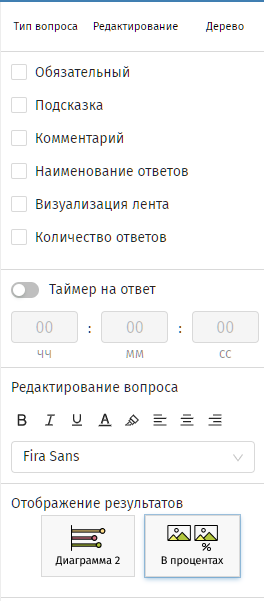 Тип вопроса Редактирование Дерево
Обязательный
Подсказка
Комментарий
Наименование ответов
Визуализация лента
Количество ответов
Таймер на ответ
00 : 00 : 00
чч мм сс
Редактирование вопроса
B I U A
Fira Sans
Отображение результатов
%
Диаграмма 2 В процентах